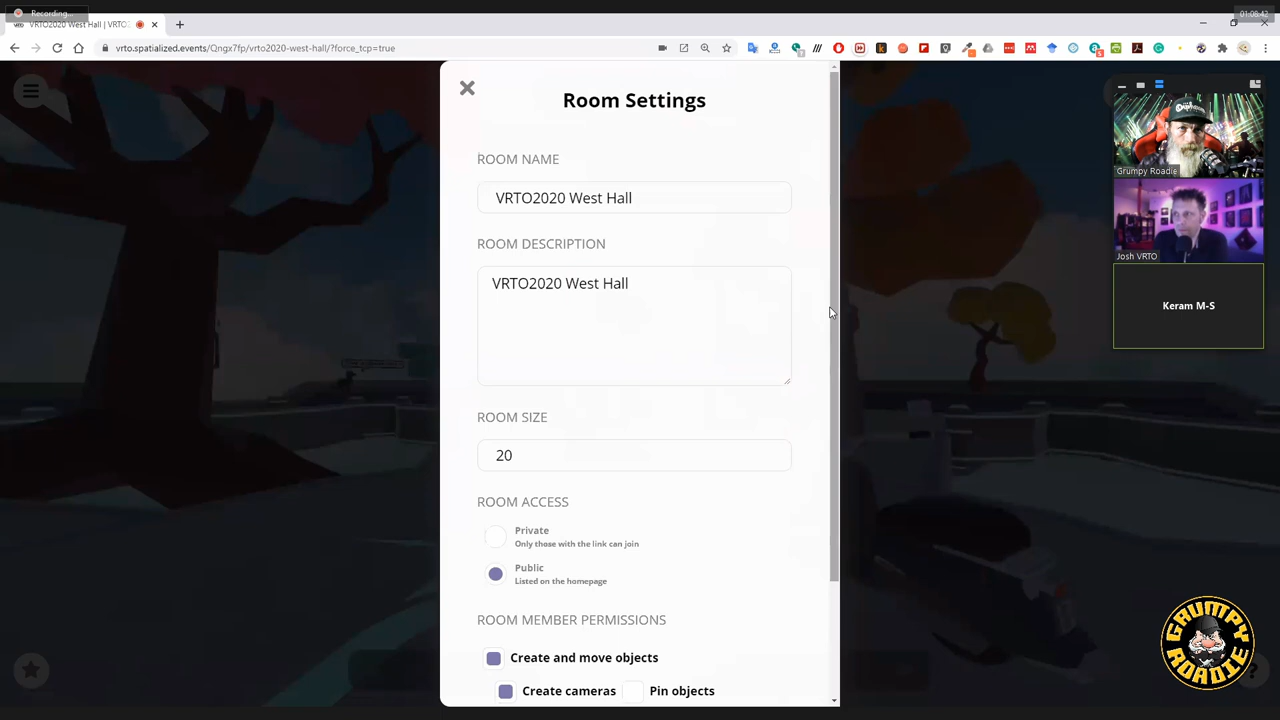 Recording...
01:08:42
VRTO2020 West Hall | VRTO
vrto.spatialized.events/Qngx7fp/vrto2020-west-hall/?force_tcp=true
Room Settings
ROOM NAME
VRTO2020 West Hall
ROOM DESCRIPTION
VRTO2020 West Hall
ROOM SIZE
20
ROOM ACCESS
Private
Only those with the link can join
Public
Listed on the homepage
ROOM MEMBER PERMISSIONS
Create and move objects
Create cameras
Pin objects
Grumpy Roadie
Josh VRTO
Keram M-S
GRUMPY
ROADIE